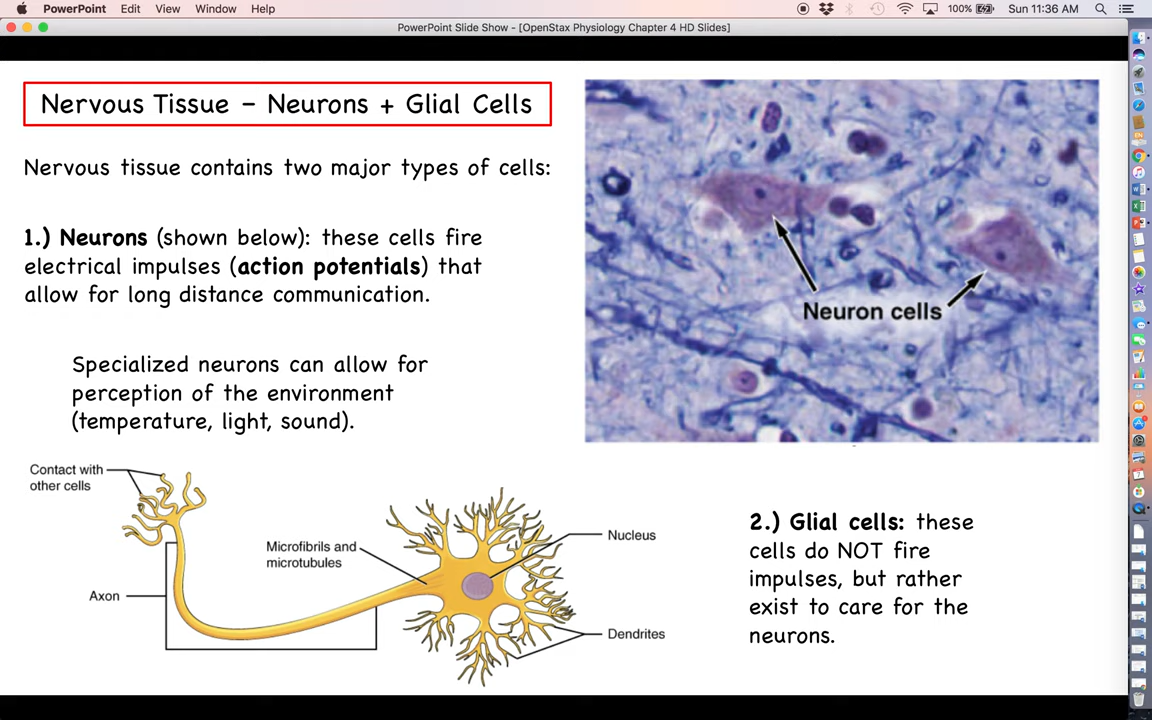 PowerPoint Edit View Window Help
100% Sun 11:36 AM
PowerPoint Slide Show - [OpenStax Physiology Chapter 4 HD Slides]
Nervous Tissue – Neurons + Glial Cells
Nervous tissue contains two major types of cells:
1.) Neurons (shown below): these cells fire
electrical impulses (action potentials) that
allow for long distance communication.
Specialized neurons can allow for
perception of the environment
(temperature, light, sound).
Neuron cells
Contact with
other cells
Microfibrils and
microtubules
Axon
Nucleus
Dendrites
2.) Glial cells: these
cells do NOT fire
impulses, but rather
exist to care for the
neurons.